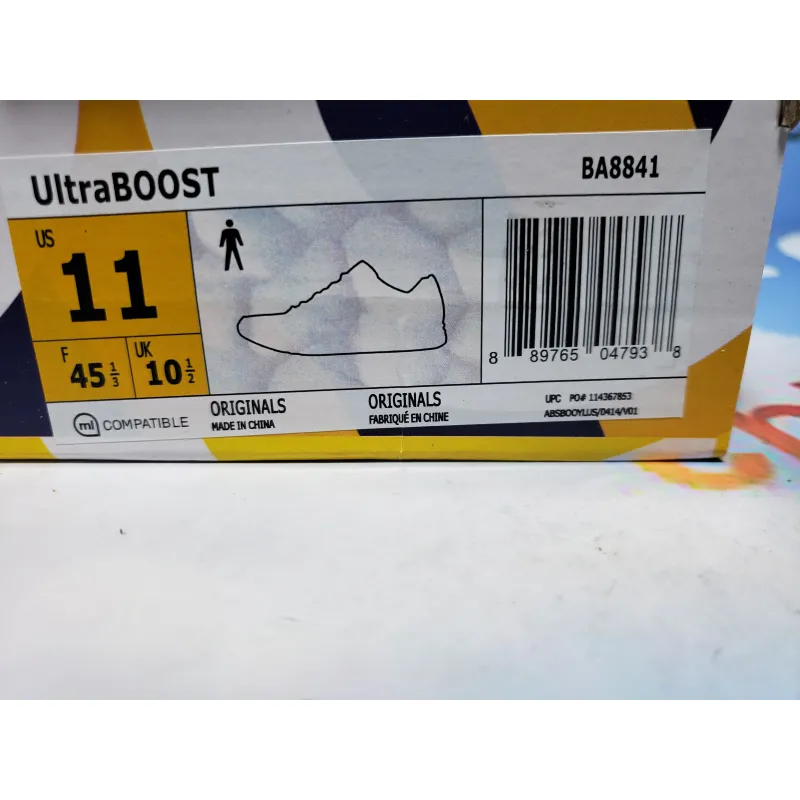 UltraBOOST
BA8841
US
11
F
45 1/3
UK
10 1/2
8 89765 04793 8
ml COMPATIBLE
ORIGINALS
MADE IN CHINA
ORIGINALS
FABRIQUÉ EN CHINE
UPC PO# 114367853
ABSBOOYLUS/0414/V01